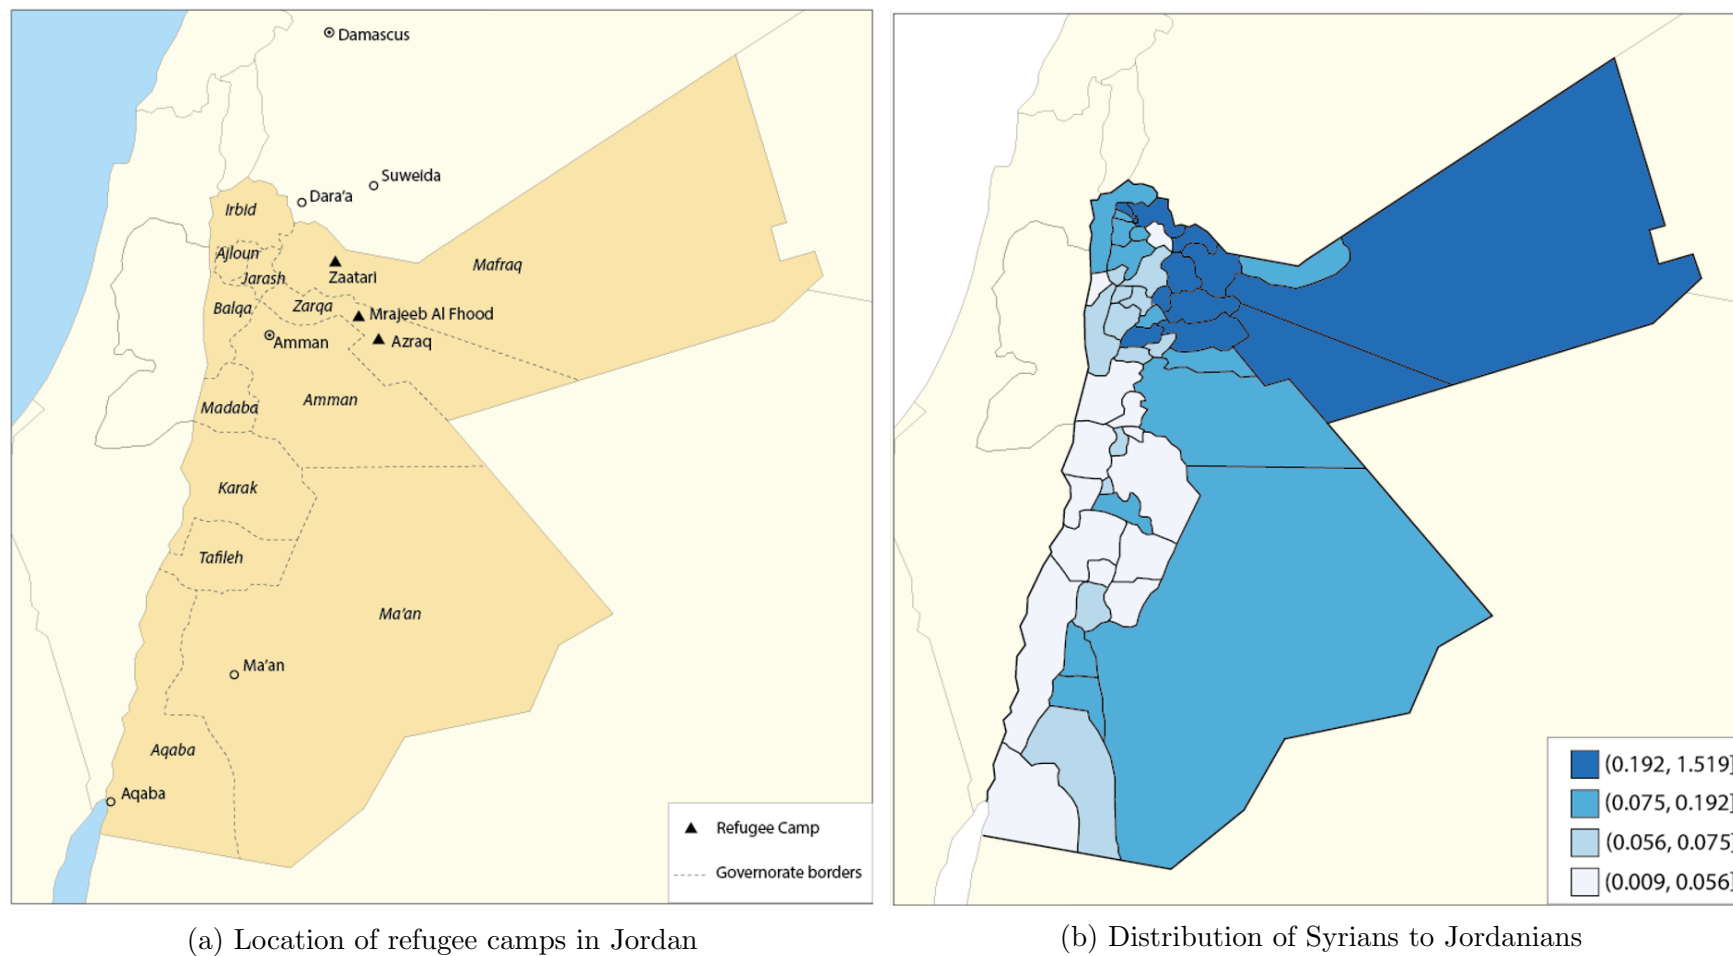 Damascus
Suweida
Dara'a
Irbid
Ajloun
Jarash
Zaatari
Mafraq
Balqa
Zarqa
Mrajeeb Al Fhood
Amman
Azraq
Madaba
Amman
Karak
Tafileh
Ma'an
Ma'an
Aqaba
Aqaba
Refugee Camp
Governorate borders
(a) Location of refugee camps in Jordan
(0.192, 1.519]
(0.075, 0.192]
(0.056, 0.075]
(0.009, 0.056]
(b) Distribution of Syrians to Jordanians